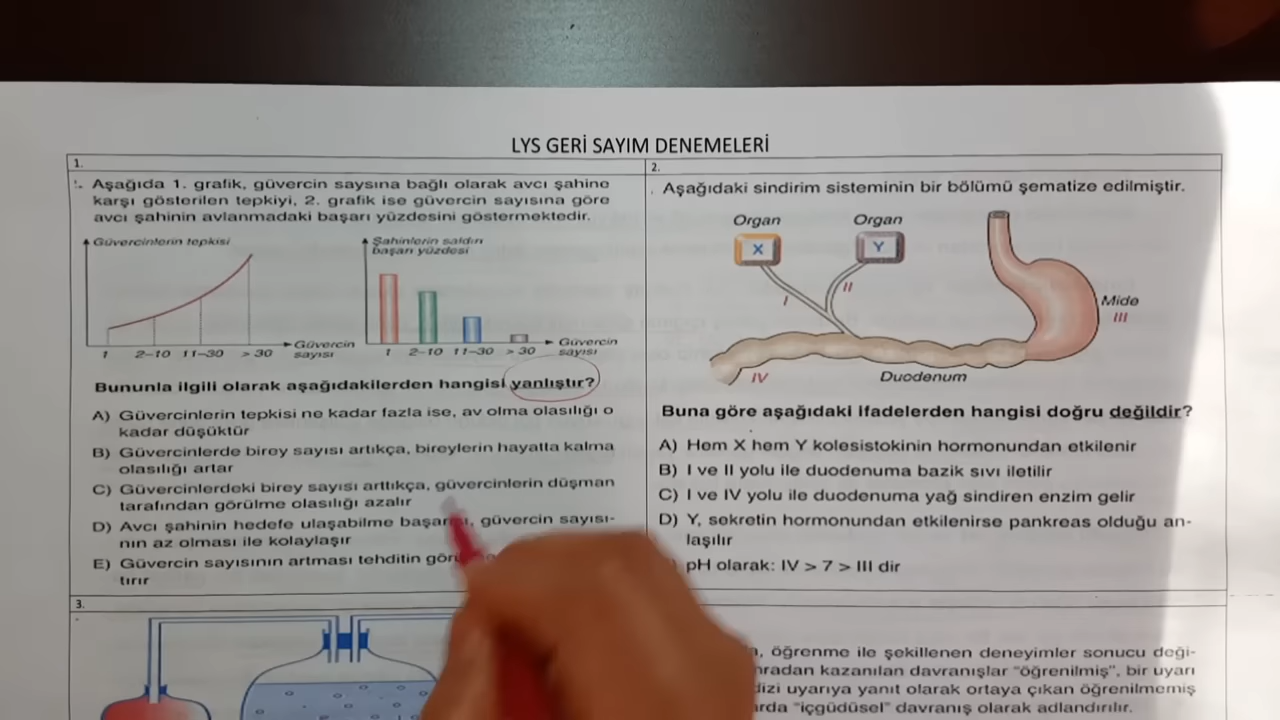 LYS GERİ SAYIM DENEMELERİ
1.
Aşağıda 1. grafik, güvercin saysına bağlı olarak avcı şahine
karşı gösterilen tepkiyi, 2. grafik ise güvercin sayısına göre
avcı şahinin avlanmadaki başarı yüzdesini göstermektedir.
Güvercinlerin tepkisi
1 2–10 11–30 > 30
Güvercin
sayısı
Şahinlerin saldırı
başarı yüzdesi
1 2–10 11–30 > 30
Güvercin
sayısı
Bununla ilgili olarak aşağıdakilerden hangisi yanlıştır?
A) Güvercinlerin tepkisi ne kadar fazla ise, av olma olasılığı o
kadar düşüktür
B) Güvercinlerde birey sayısı artıkça, bireylerin hayatta kalma
olasılığı artar
C) Güvercinlerdeki birey sayısı arttıkça, güvercinlerin düşman
tarafından görülme olasılığı azalır
D) Avcı şahinin hedefe ulaşabilme başarısı, güvercin sayısı-
nın az olması ile kolaylaşır
E) Güvercin sayısının artması tehditin
tırır
2.
Aşağıdaki sindirim sisteminin bir bölümü şematize edilmiştir.
Organ
X
Organ
Y
I
II
Mide
III
IV
Duodenum
Buna göre aşağıdaki ifadelerden hangisi doğru değildir?
A) Hem X hem Y kolesistokinin hormonundan etkilenir
B) I ve II yolu ile duodenuma bazik sıvı iletilir
C) I ve IV yolu ile duodenuma yağ sindiren enzim gelir
D) Y, sekretin hormonundan etkilenirse pankreas olduğu an-
laşılır
pH olarak: IV > 7 > III dir
3.
öğrenme ile şekillenen deneyimler sonucu deği-
kazanılan davranışlar "öğrenilmiş", bir uyarı
uyarıya yanıt olarak ortaya çıkan öğrenilmemiş
"içgüdüsel" davranış olarak adlandırılır.